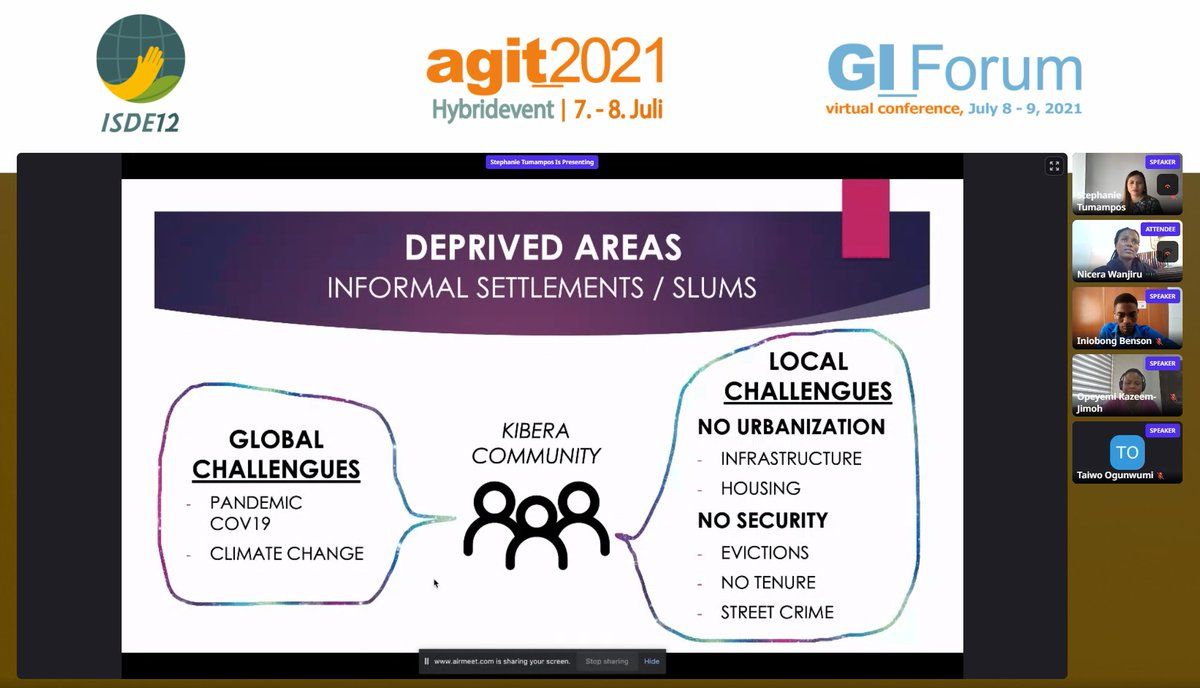 ISDE12
agit2021
Hybridevent | 7. - 8. Juli
GI_Forum
virtual conference, July 8 - 9, 2021
Stephanie Tumampos Is Presenting
DEPRIVED AREAS
INFORMAL SETTLEMENTS / SLUMS
GLOBAL
CHALLENGUES
- PANDEMIC
COV19
- CLIMATE CHANGE
KIBERA
COMMUNITY
LOCAL
CHALLENGUES
NO URBANIZATION
- INFRASTRUCTURE
- HOUSING
NO SECURITY
- EVICTIONS
- NO TENURE
- STREET CRIME
www.airmeet.com is sharing your screen.
Stop sharing
Hide
SPEAKER
Stephanie
Tumampos
ATTENDEE
Nicera Wanjiru
SPEAKER
Iniobong Benson
SPEAKER
Opeyemi Kazeem-
Jimoh
SPEAKER
TO
Taiwo Ogunwumi